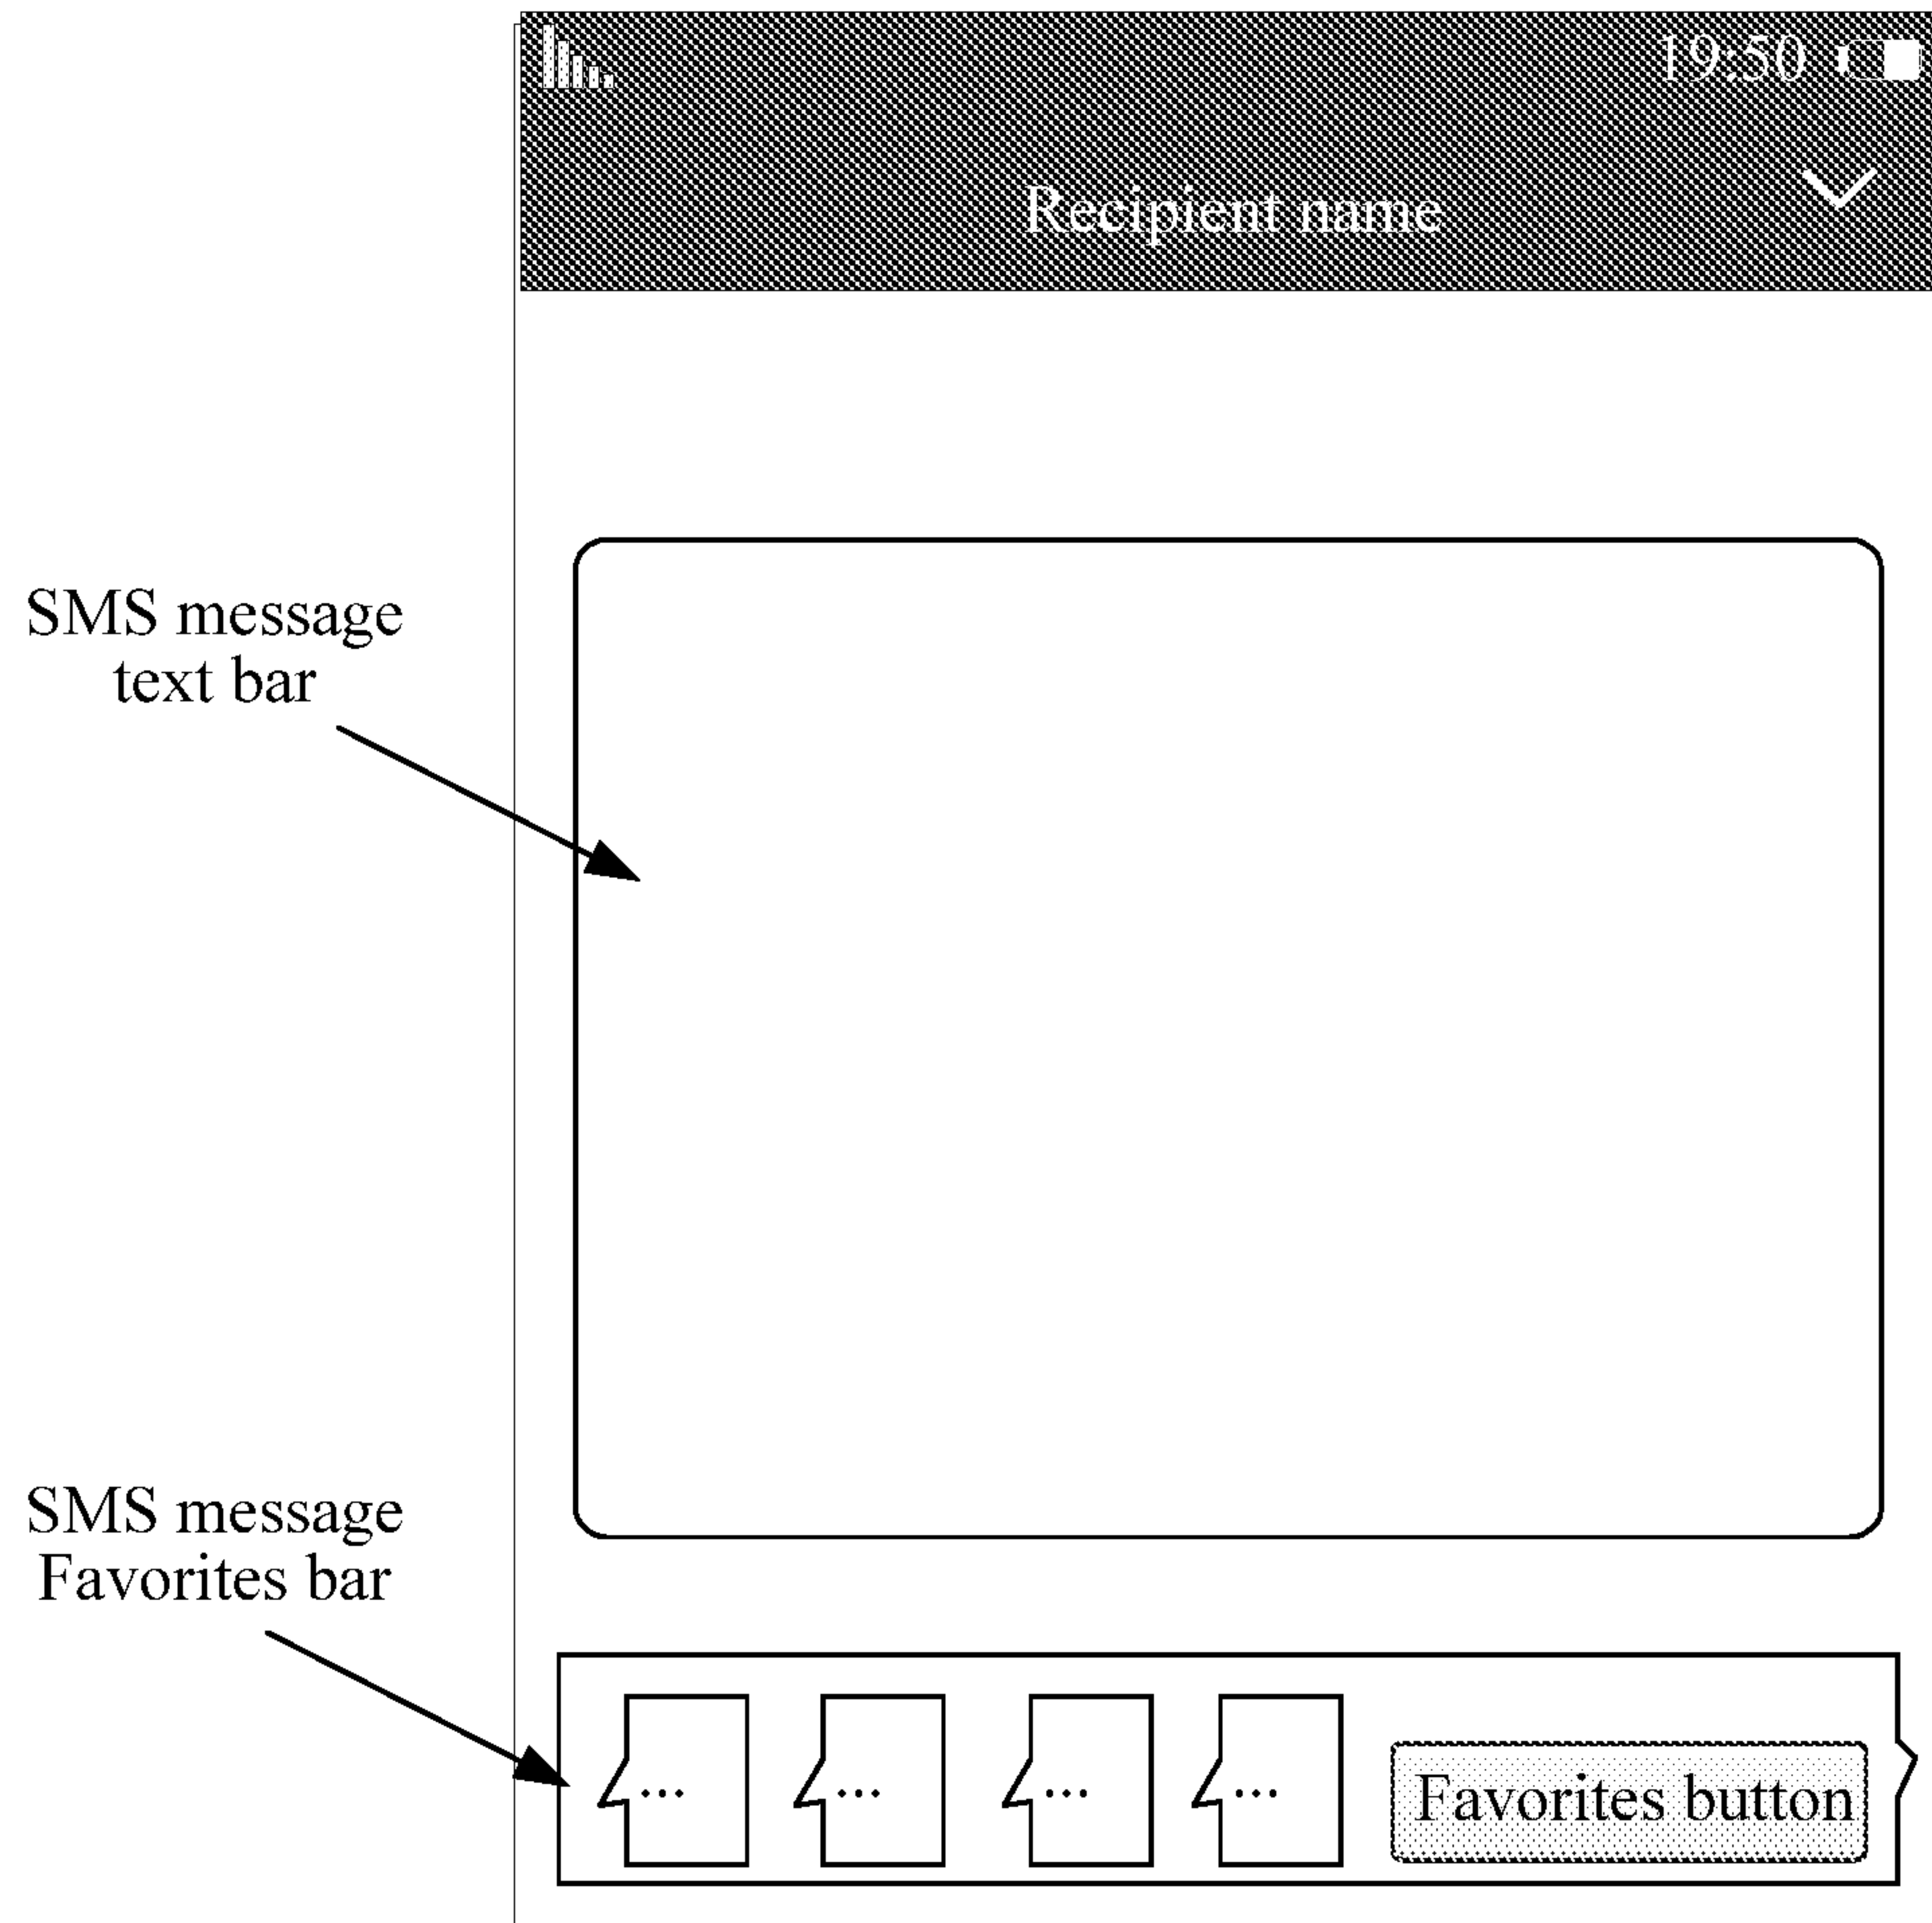 19:50
Recipient name
SMS message
text bar
SMS message
Favorites bar
...
...
...
...
Favorites button